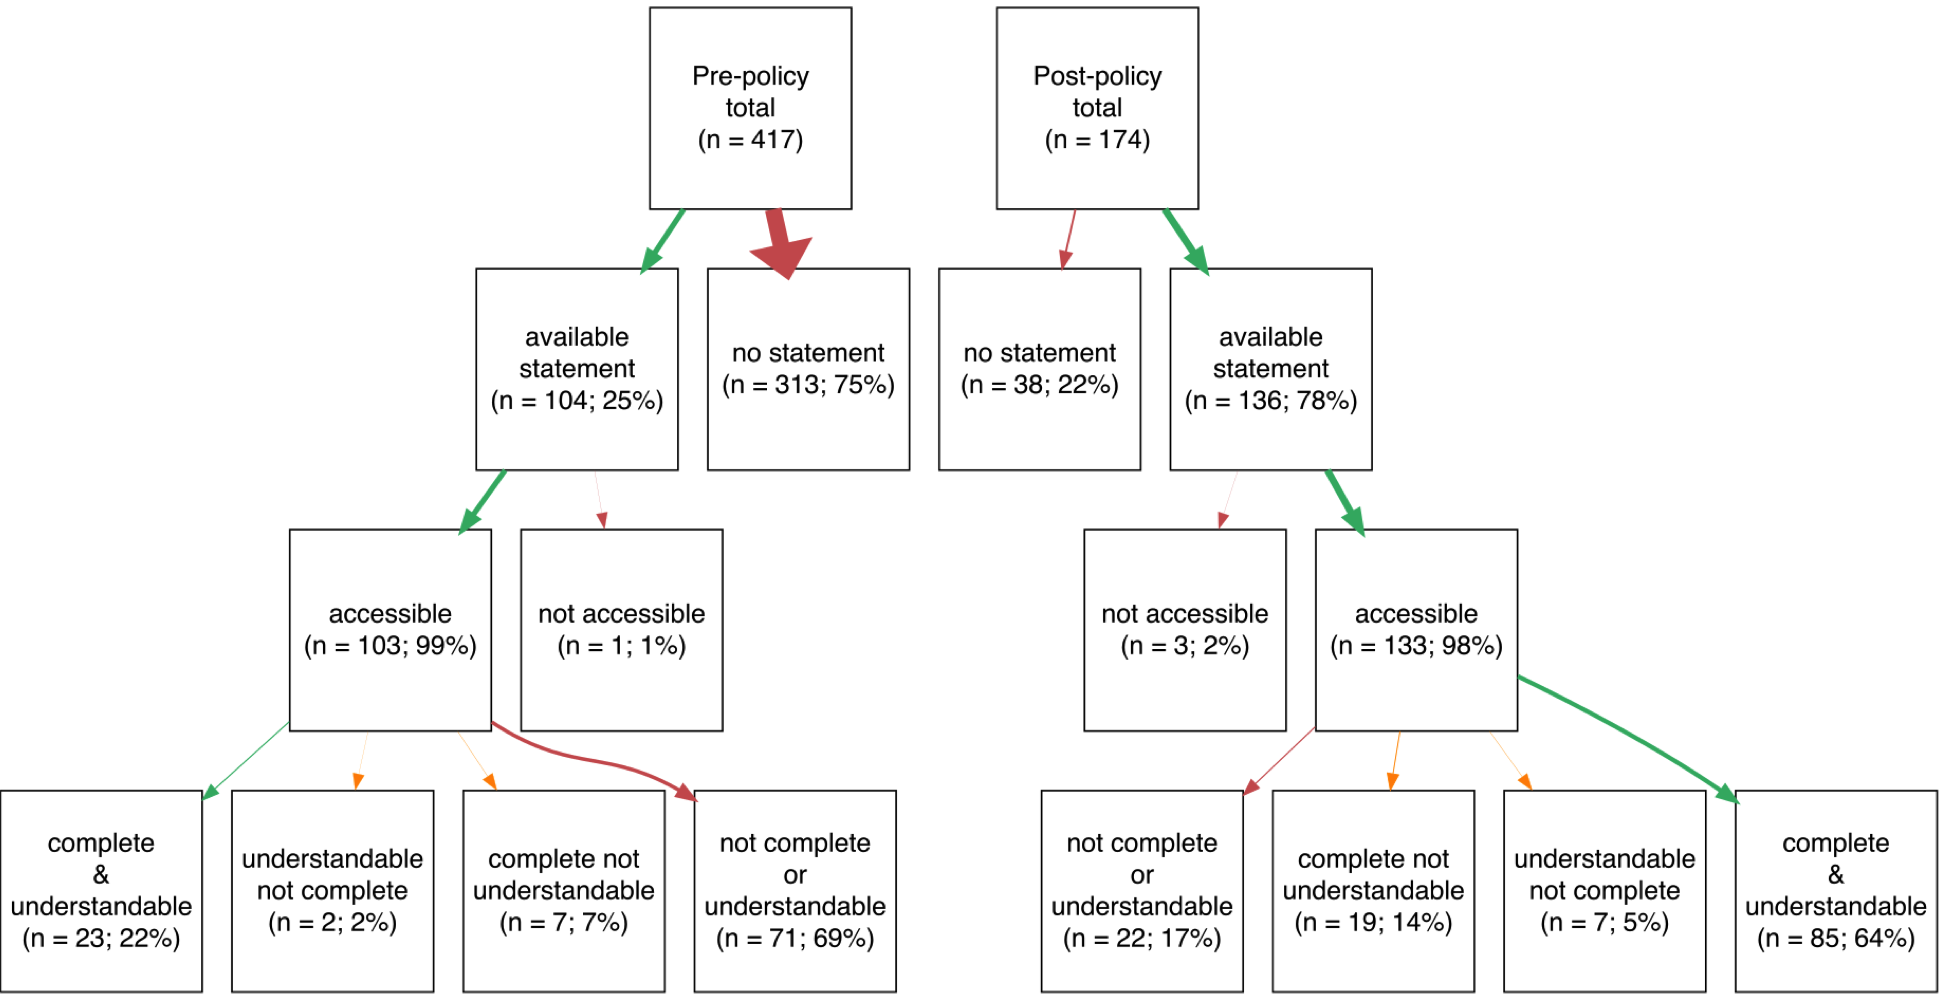 Pre-policy
total
(n = 417)
Post-policy
total
(n = 174)
available
statement
(n = 104; 25%)
no statement
(n = 313; 75%)
no statement
(n = 38; 22%)
available
statement
(n = 136; 78%)
accessible
(n = 103; 99%)
not accessible
(n = 1; 1%)
not accessible
(n = 3; 2%)
accessible
(n = 133; 98%)
complete
&
understandable
(n = 23; 22%)
understandable
not complete
(n = 2; 2%)
complete not
understandable
(n = 7; 7%)
not complete
or
understandable
(n = 71; 69%)
not complete
or
understandable
(n = 22; 17%)
complete not
understandable
(n = 19; 14%)
understandable
not complete
(n = 7; 5%)
complete
&
understandable
(n = 85; 64%)